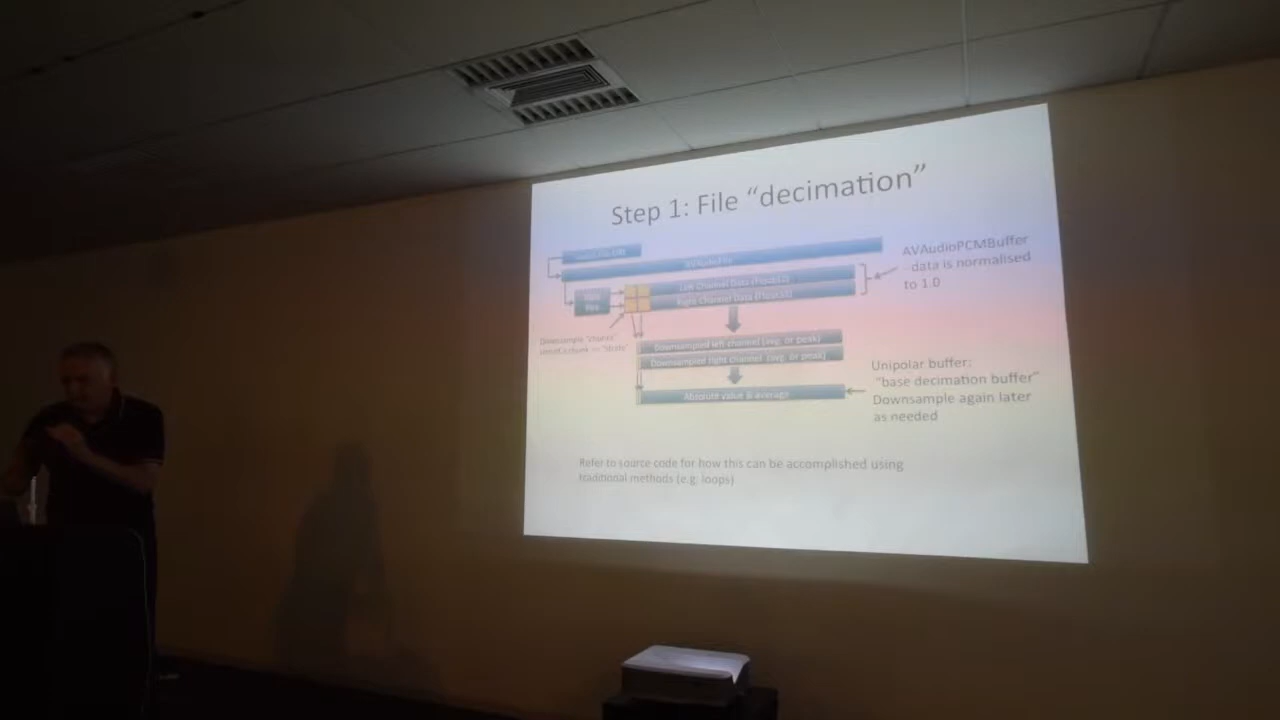 Step 1: File “decimation”
AVAudioFile
Left Channel Data (Float32)
Right Channel Data (Float32)
AVAudioPCMBuffer
- data is normalised
to 1.0
Downsample "chunks"
Downsampled left channel (avg. or peak)
Downsampled right channel (avg. or peak)
Absolute value & average
Unipolar buffer:
“base decimation buffer”
Downsample again later
as needed
Refer to source code for how this can be accomplished using
traditional methods (e.g. loops)